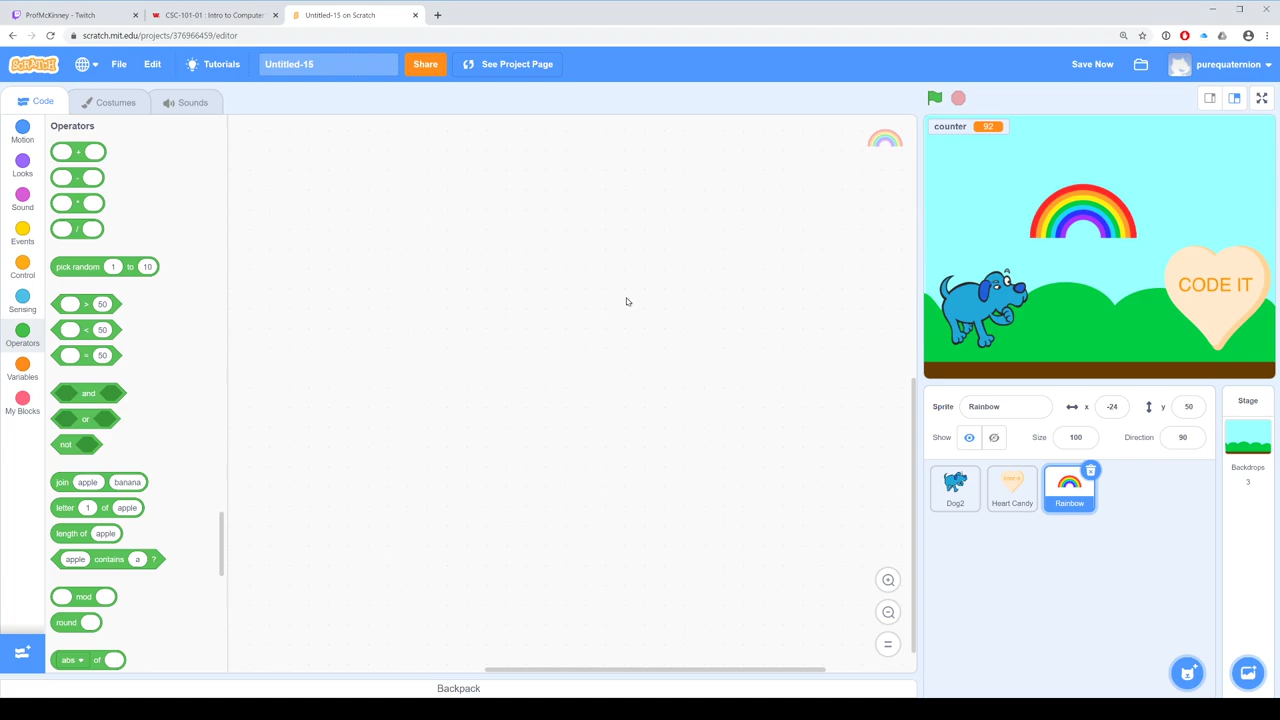 ProfMcKinney - Twitch
CSC-101-01 : Intro to Computer
Untitled-15 on Scratch
scratch.mit.edu/projects/376966459/editor
SCRATCH
File
Edit
Tutorials
Untitled-15
Share
See Project Page
Save Now
purequaternion
Code
Costumes
Sounds
Motion
Looks
Sound
Events
Control
Sensing
Operators
Variables
My Blocks
Operators
+
-
*
/
pick random 1 to 10
> 50
< 50
= 50
and
or
not
join apple banana
letter 1 of apple
length of apple
apple contains a ?
mod
round
abs of
Backpack
counter 92
CODE IT
Sprite Rainbow x -24 y 50
Show Size 100 Direction 90
Dog2
Heart Candy
Rainbow
Stage
Backdrops
3